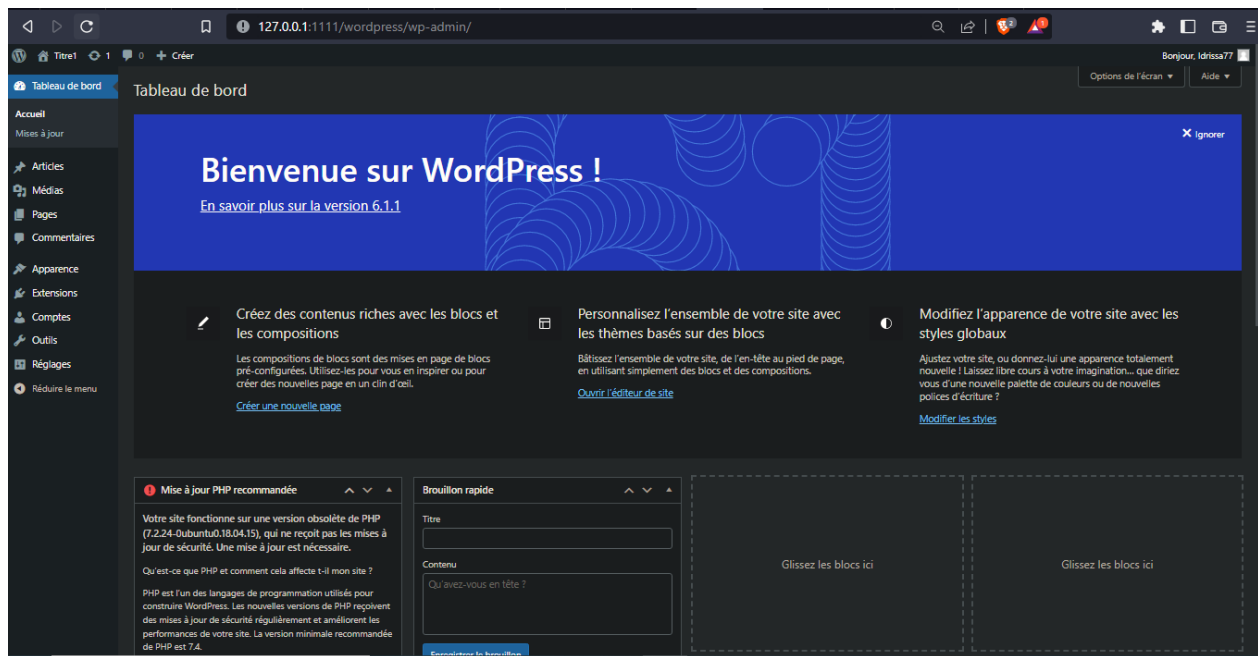 127.0.0.1:1111/wordpress/wp-admin/
2
Titre1 1 0 + Créer
Bonjour, Idrissa77
Options de l'écran ▼ Aide ▼
Tableau de bord
Accueil
Mises à jour
Articles
Médias
Pages
Commentaires
Apparence
Extensions
Comptes
Outils
Réglages
Réduire le menu
Tableau de bord
Ignorer
Bienvenue sur WordPress !
En savoir plus sur la version 6.1.1
Créez des contenus riches avec les blocs et
les compositions
Les compositions de blocs sont des mises en page de blocs
pré-configurées. Utilisez-les pour vous en inspirer ou pour
créer des nouvelles page en un clin d'œil.
Créer une nouvelle page
Personnalisez l'ensemble de votre site avec
les thèmes basés sur des blocs
Bâtissez l'ensemble de votre site, de l'en-tête au pied de page,
en utilisant simplement des blocs et des compositions.
Ouvrir l'éditeur de site
Modifiez l'apparence de votre site avec les
styles globaux
Ajustez votre site, ou donnez-lui une apparence totalement
nouvelle ! Laissez libre cours à votre imagination... que diriez
vous d'une nouvelle palette de couleurs ou de nouvelles
polices d'écriture ?
Modifier les styles
Mise à jour PHP recommandée
Votre site fonctionne sur une version obsolète de PHP
(7.2.24-0ubuntu0.18.04.15), qui ne reçoit pas les mises à
jour de sécurité. Une mise à jour est nécessaire.
Qu'est-ce que PHP et comment cela affecte t-il mon site ?
PHP est l'un des langages de programmation utilisés pour
construire WordPress. Les nouvelles versions de PHP reçoivent
des mises à jour de sécurité régulièrement et améliorent les
performances de votre site. La version minimale recommandée
de PHP est 7.4.
Brouillon rapide
Titre
Contenu
Qu'avez-vous en tête ?
Enregistrer le brouillon
Glissez les blocs ici
Glissez les blocs ici